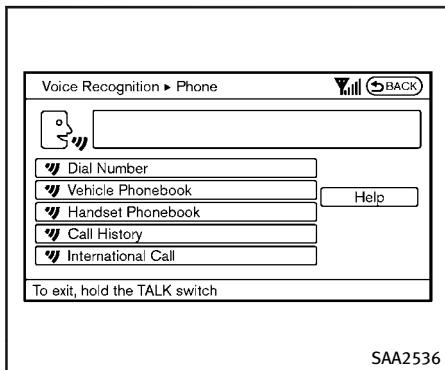 Voice Recognition ▸ Phone
BACK
Dial Number
Vehicle Phonebook
Help
Handset Phonebook
Call History
International Call
To exit, hold the TALK switch
SAA2536